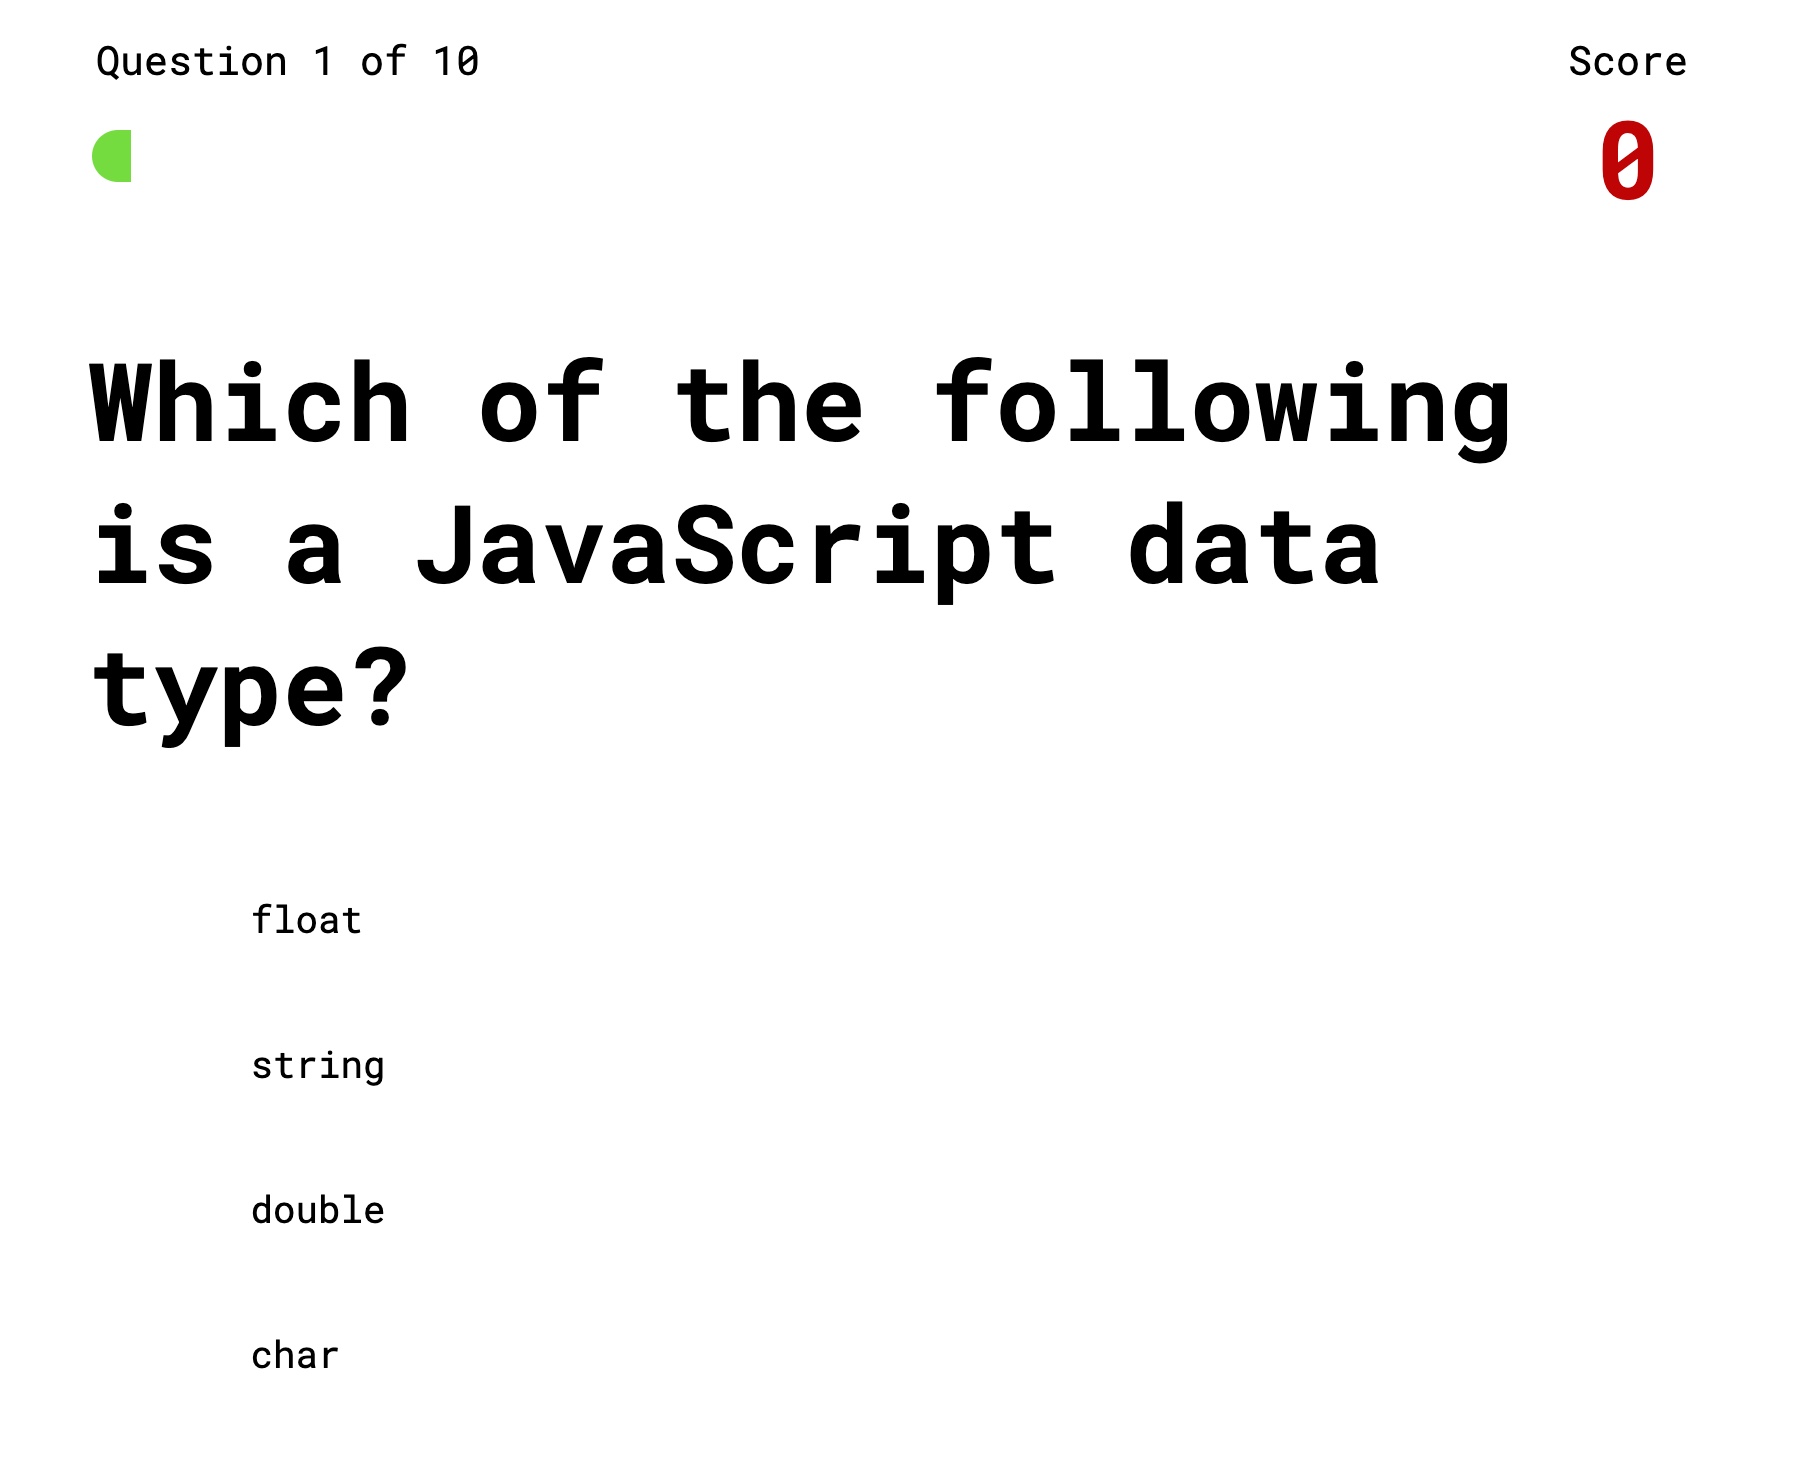 Question 1 of 10
Score
0
Which of the following
is a JavaScript data
type?
float
string
double
char